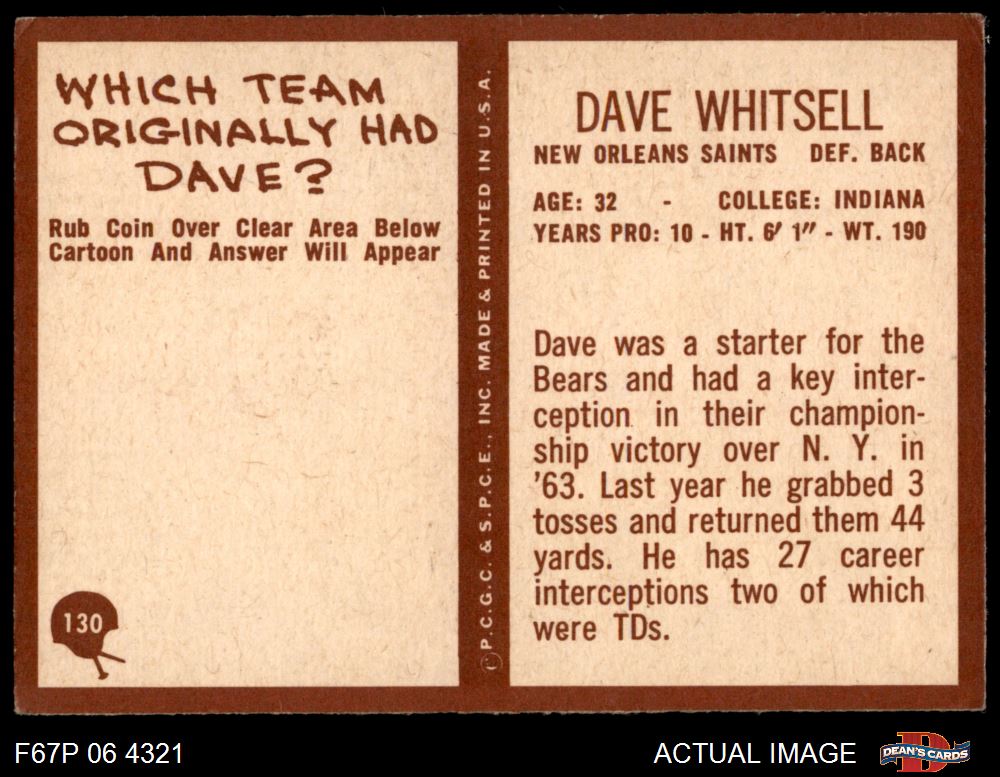 WHICH TEAM
ORIGINALLY HAD
DAVE?
Rub Coin Over Clear Area Below
Cartoon And Answer Will Appear
130
© P.C.G.C. & S.P.C.E., INC. MADE & PRINTED IN U.S.A.
DAVE WHITSELL
NEW ORLEANS SAINTS DEF. BACK
AGE: 32 - COLLEGE: INDIANA
YEARS PRO: 10 - HT. 6' 1" - WT. 190
Dave was a starter for the
Bears and had a key inter-
ception in their champion-
ship victory over N. Y. in
'63. Last year he grabbed 3
tosses and returned them 44
yards. He has 27 career
interceptions two of which
were TDs.
F67P 06 4321
ACTUAL IMAGE
DEAN'S CARDS